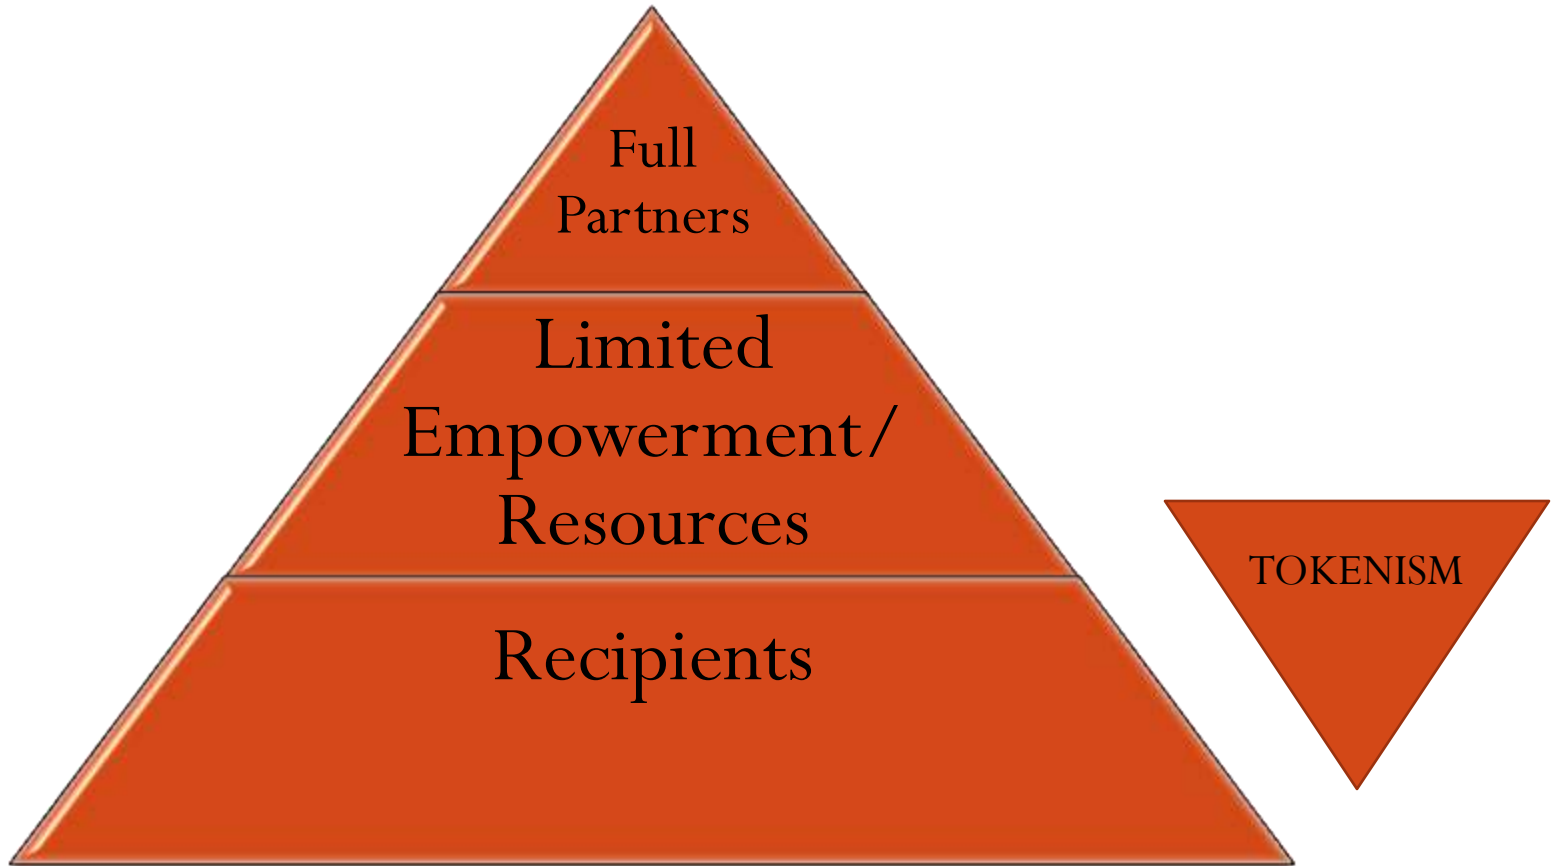 Full
Partners
Limited
Empowerment/
Resources
Recipients
TOKENISM